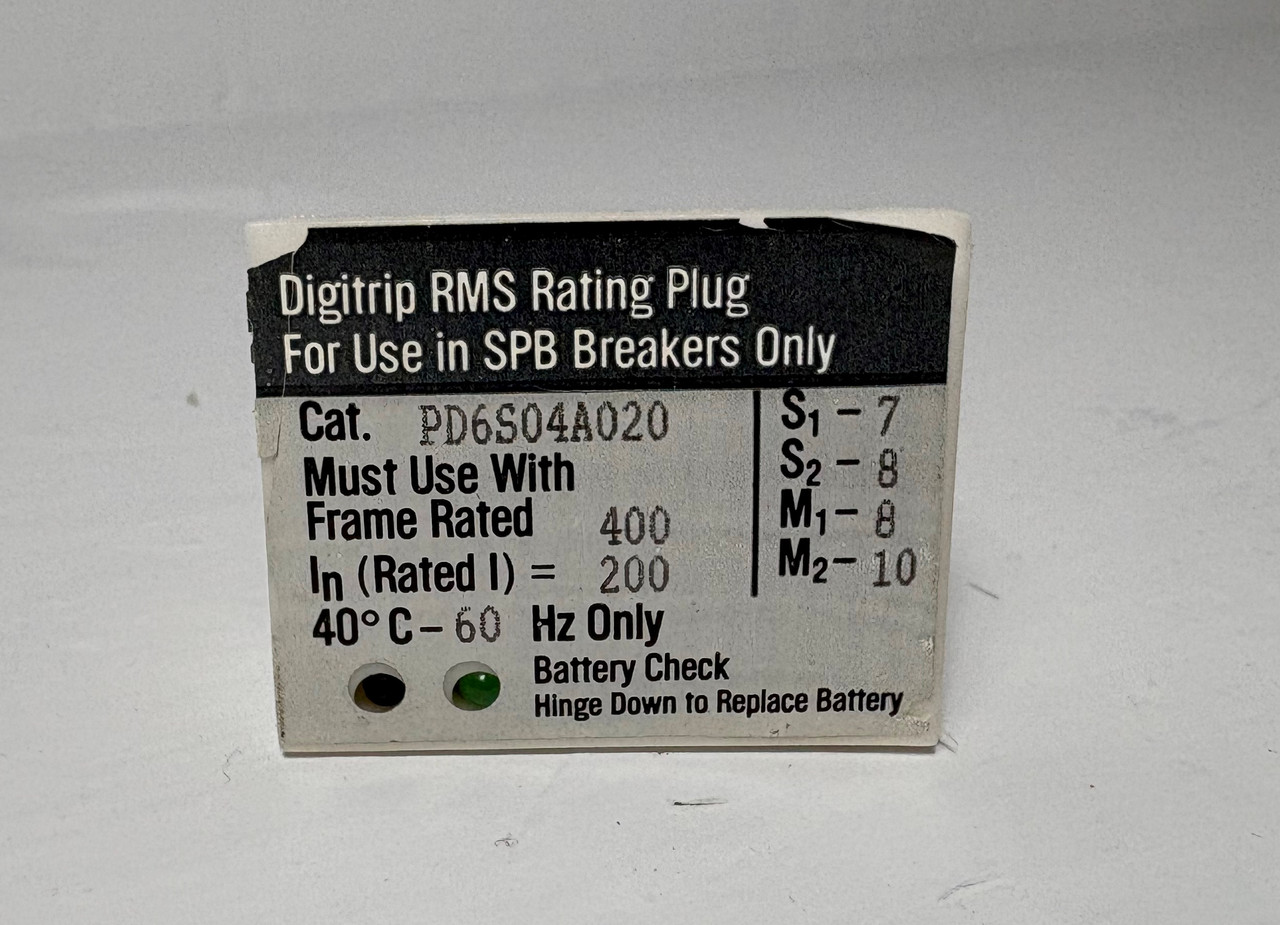 Digitrip RMS Rating Plug
For Use in SPB Breakers Only
Cat. PD6S04A020
Must Use With
Frame Rated 400
In (Rated I) = 200
40°C – 60 Hz Only
Battery Check
Hinge Down to Replace Battery
S1 – 7
S2 – 8
M1 – 8
M2 – 10